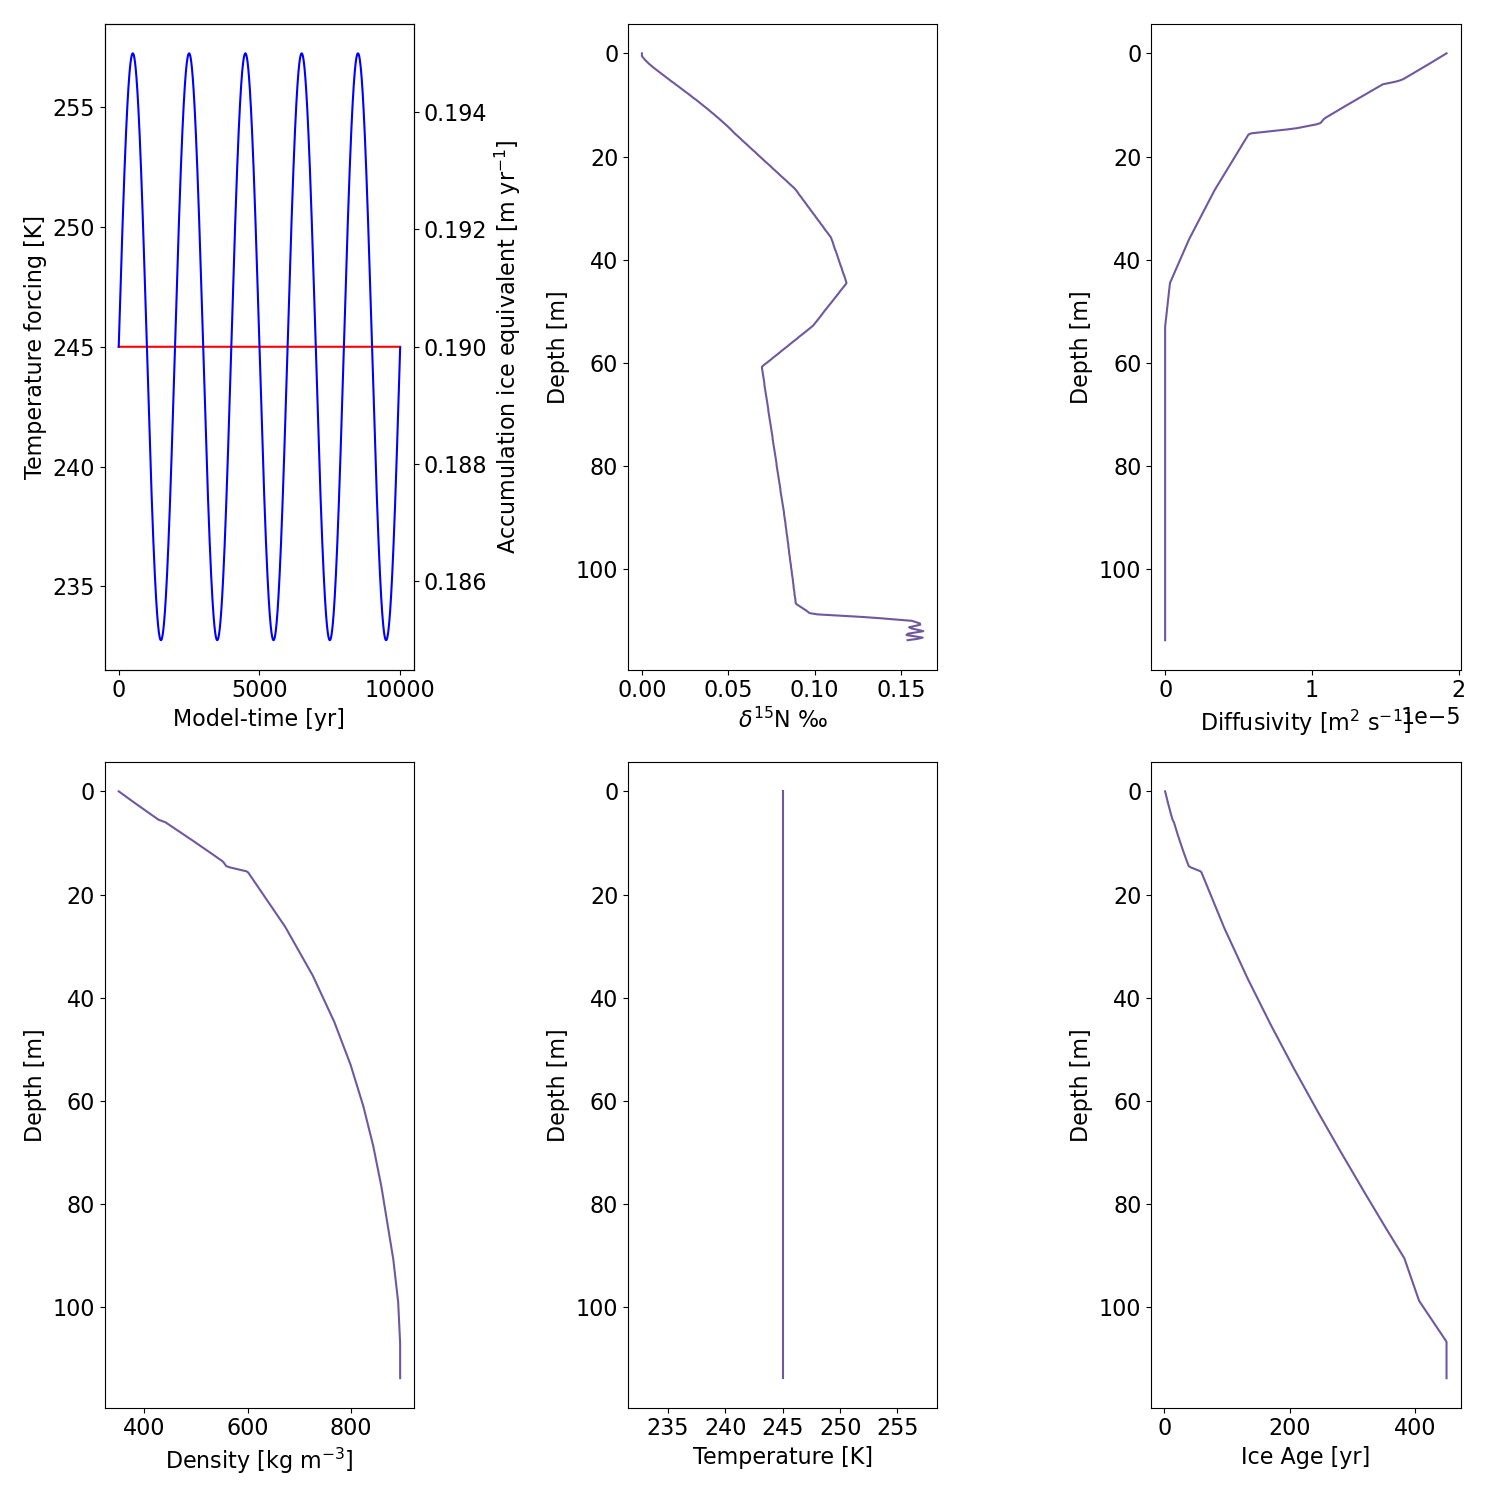 255
250
245
240
235
Temperature forcing [K]
0 5000 10000
Model-time [yr]
0.194
0.192
0.190
0.188
0.186
Accumulation ice equivalent [m yr⁻¹]
0
20
40
60
80
100
Depth [m]
0.00 0.05 0.10 0.15
δ¹⁵N ‰
0
20
40
60
80
100
Depth [m]
0 1 2
Diffusivity [m² s⁻¹]
1e−5
0
20
40
60
80
100
Depth [m]
400 600 800
Density [kg m⁻³]
0
20
40
60
80
100
Depth [m]
235 240 245 250 255
Temperature [K]
0
20
40
60
80
100
Depth [m]
0 200 400
Ice Age [yr]